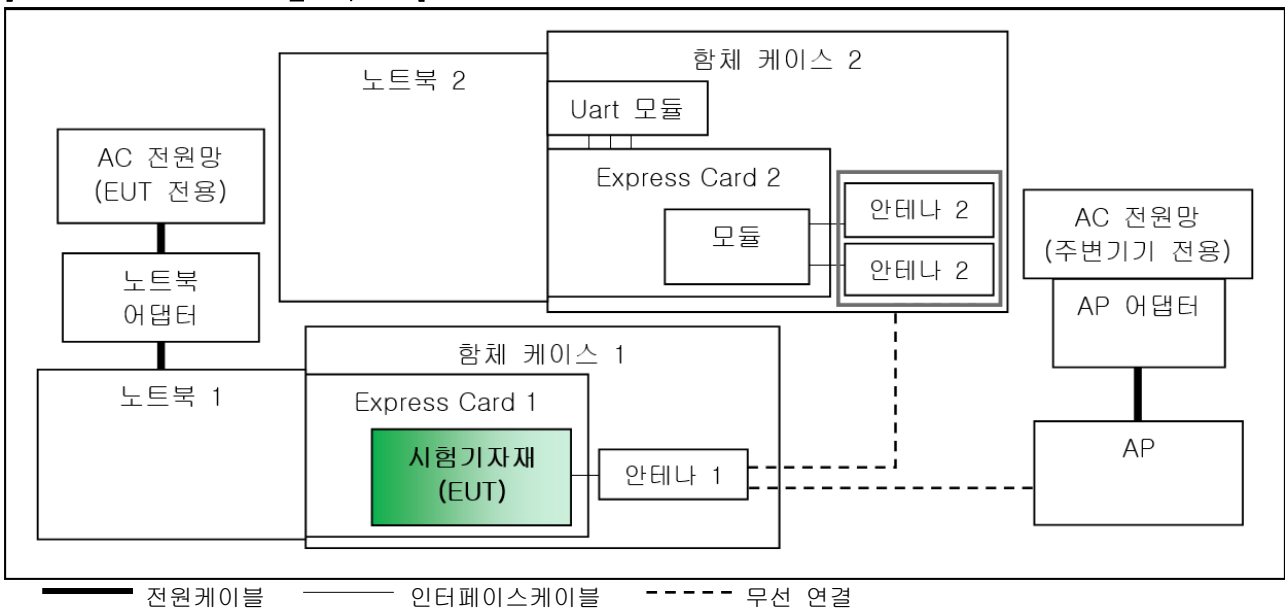 함체 케이스 2
노트북 2
Uart 모듈
AC 전원망
(EUT 전용)
Express Card 2
안테나 2
모듈
안테나 2
AC 전원망
(주변기기 전용)
노트북
어댑터
AP 어댑터
함체 케이스 1
노트북 1
Express Card 1
시험기자재
(EUT)
안테나 1
AP
전원케이블
인터페이스케이블
무선 연결